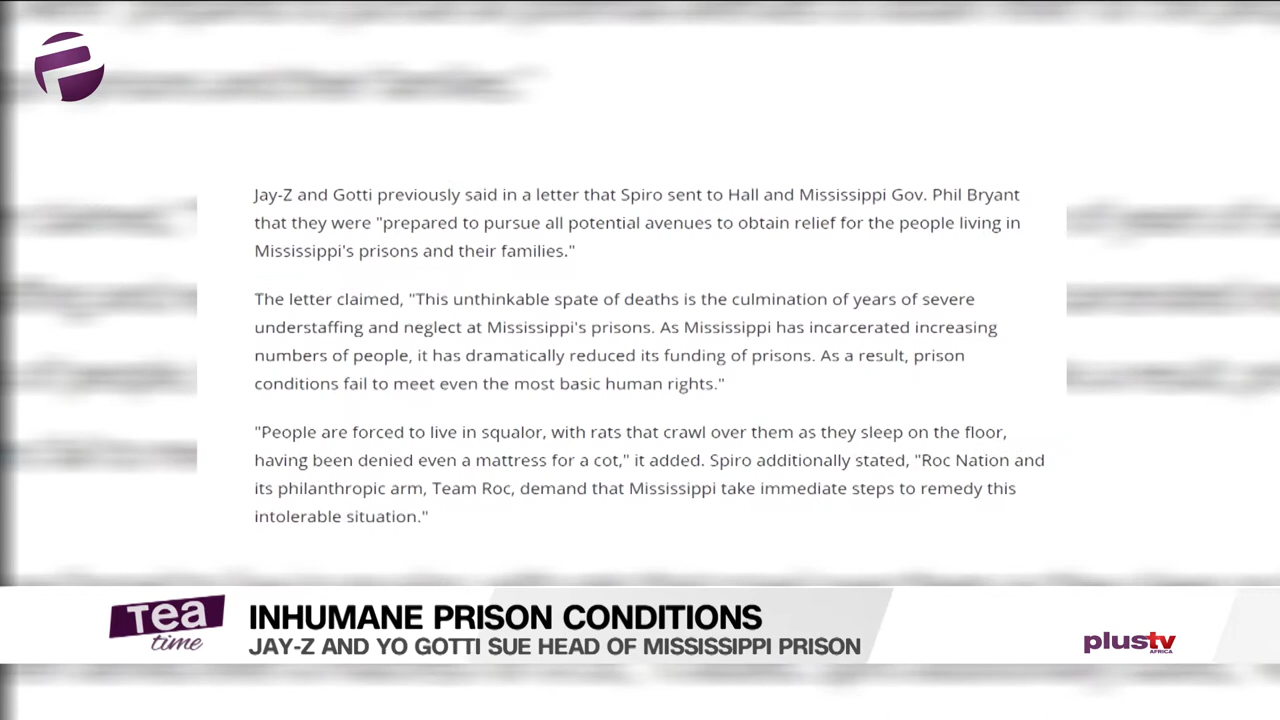 Jay-Z and Gotti previously said in a letter that Spiro sent to Hall and Mississippi Gov. Phil Bryant
that they were "prepared to pursue all potential avenues to obtain relief for the people living in
Mississippi's prisons and their families."
The letter claimed, "This unthinkable spate of deaths is the culmination of years of severe
understaffing and neglect at Mississippi's prisons. As Mississippi has incarcerated increasing
numbers of people, it has dramatically reduced its funding of prisons. As a result, prison
conditions fail to meet even the most basic human rights."
"People are forced to live in squalor, with rats that crawl over them as they sleep on the floor,
having been denied even a mattress for a cot," it added. Spiro additionally stated, "Roc Nation and
its philanthropic arm, Team Roc, demand that Mississippi take immediate steps to remedy this
intolerable situation."
Tea
time
INHUMANE PRISON CONDITIONS
JAY-Z AND YO GOTTI SUE HEAD OF MISSISSIPPI PRISON
plustv
AFRICA